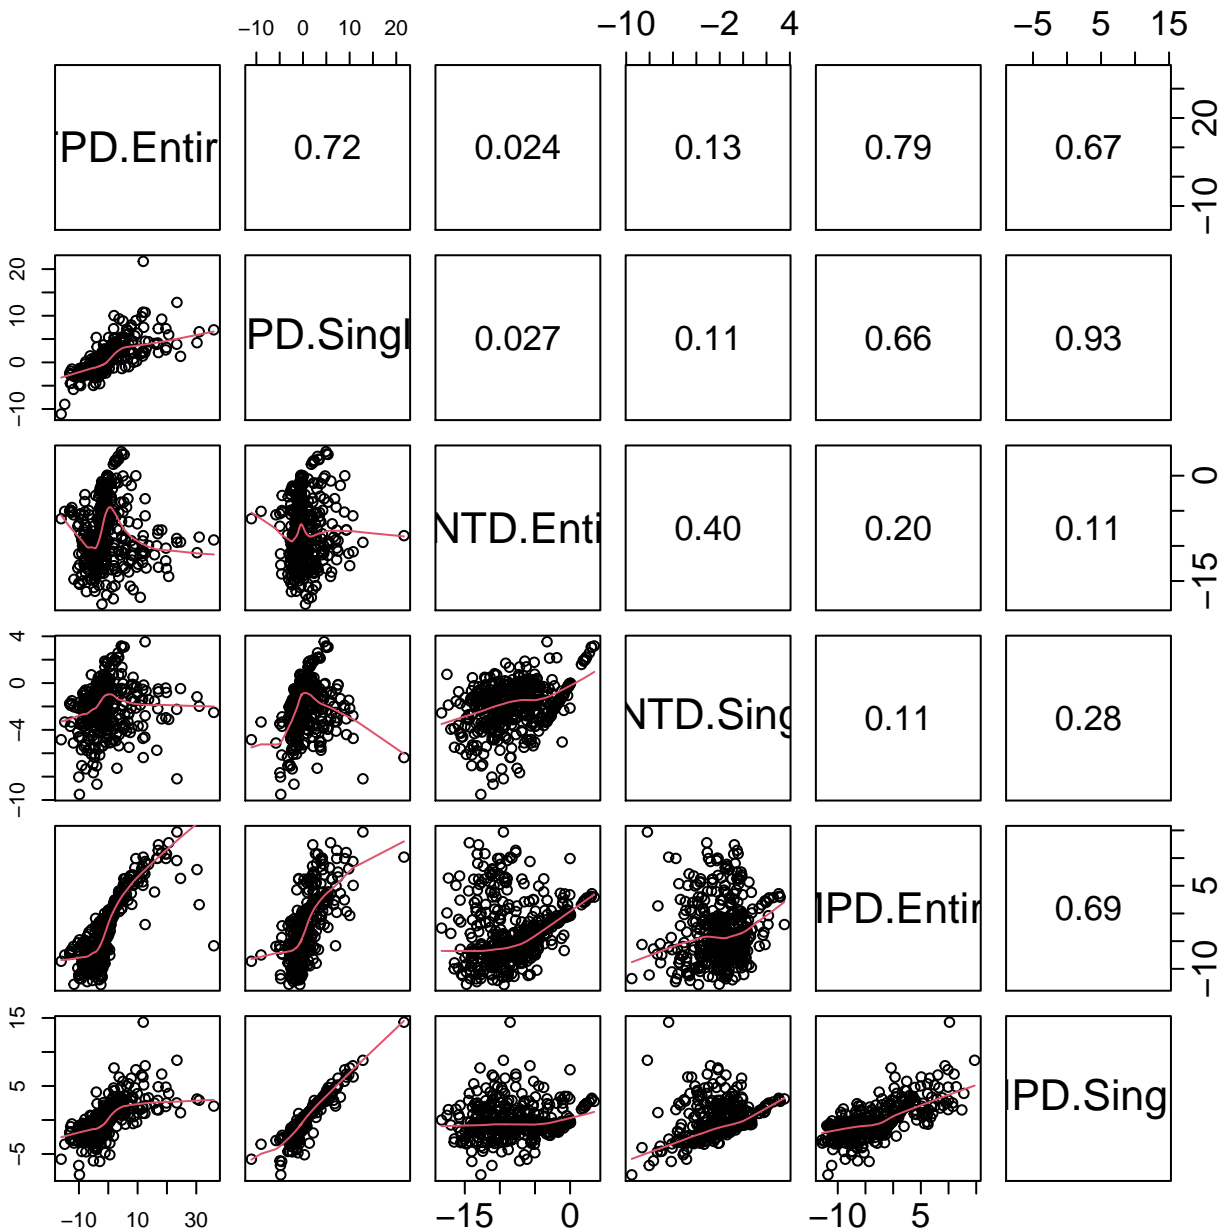 −10 0 10 20 −10 −2 4 −5 5 15
PD.Entir 0.72 0.024 0.13 0.79 0.67 −10 20
−10 0 10 20 PD.Singl 0.027 0.11 0.66 0.93
NTD.Enti 0.40 0.20 0.11 −15 0
−10 −4 0 4 NTD.Sing 0.11 0.28
PD.Entir 0.69 −10 5
−5 5 15 PD.Sing
−10 10 30 −15 0 −10 5